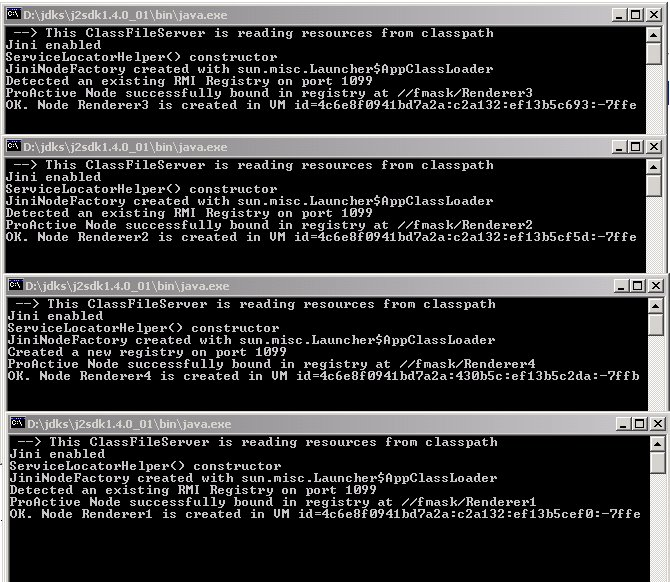 D:\jdks\j2sdk1.4.0_01\bin\java.exe
--> This ClassFileServer is reading resources from classpath
Jini enabled
ServiceLocatorHelper() constructor
JiniNodeFactory created with sun.misc.Launcher$AppClassLoader
Detected an existing RMI Registry on port 1099
ProActive Node successfully bound in registry at //fmask/Renderer3
OK. Node Renderer3 is created in VM id=4c6e8f0941bd7a2a:c2a132:ef13b5c693:-7ffe
D:\jdks\j2sdk1.4.0_01\bin\java.exe
--> This ClassFileServer is reading resources from classpath
Jini enabled
ServiceLocatorHelper() constructor
JiniNodeFactory created with sun.misc.Launcher$AppClassLoader
Detected an existing RMI Registry on port 1099
ProActive Node successfully bound in registry at //fmask/Renderer2
OK. Node Renderer2 is created in VM id=4c6e8f0941bd7a2a:c2a132:ef13b5cf5d:-7ffe
D:\jdks\j2sdk1.4.0_01\bin\java.exe
--> This ClassFileServer is reading resources from classpath
Jini enabled
ServiceLocatorHelper() constructor
JiniNodeFactory created with sun.misc.Launcher$AppClassLoader
Created a new registry on port 1099
ProActive Node successfully bound in registry at //fmask/Renderer4
OK. Node Renderer4 is created in VM id=4c6e8f0941bd7a2a:430b5c:ef13b5c2da:-7ffb
D:\jdks\j2sdk1.4.0_01\bin\java.exe
--> This ClassFileServer is reading resources from classpath
Jini enabled
ServiceLocatorHelper() constructor
JiniNodeFactory created with sun.misc.Launcher$AppClassLoader
Detected an existing RMI Registry on port 1099
ProActive Node successfully bound in registry at //fmask/Renderer1
OK. Node Renderer1 is created in VM id=4c6e8f0941bd7a2a:c2a132:ef13b5cef0:-7ffe